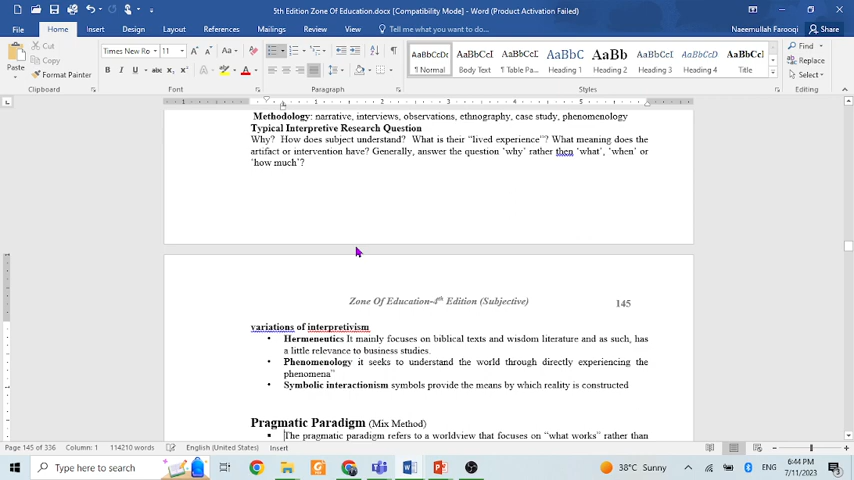 5th Edition Zone Of Education.docx [Compatibility Mode] - Word (Product Activation Failed)
File Home Insert Design Layout References Mailings Review View Tell me what you want to do... Naeemullah Farooqi Share
Paste Cut Copy Format Painter
Clipboard
Times New Ro 11
Font
Paragraph
AaBbCcDc AaBbCcDc AaBbCcDc AaBbC AaBb AaBbCcDd AaBbCcD AaBbCc
¶ Normal Body Text ¶ Table Pa... Heading 1 Heading 2 Heading 3 Heading 4 Title
Styles
Find
Replace
Select
Editing
Methodology: narrative, interviews, observations, ethnography, case study, phenomenology
Typical Interpretive Research Question
Why? How does subject understand? What is their “lived experience”? What meaning does the
artifact or intervention have? Generally, answer the question ‘why’ rather then ‘what’, ‘when’ or
‘how much’?
Zone Of Education-4th Edition (Subjective) 145
variations of interpretivism
• Hermeneutics It mainly focuses on biblical texts and wisdom literature and as such, has
a little relevance to business studies.
• Phenomenology it seeks to understand the world through directly experiencing the
phenomena”
• Symbolic interactionism symbols provide the means by which reality is constructed
Pragmatic Paradigm (Mix Method)
▪ The pragmatic paradigm refers to a worldview that focuses on “what works” rather than
Page 145 of 336 Column: 1 114210 words English (United States) Insert 100%
Type here to search
38°C Sunny
ENG
6:44 PM
7/11/2023